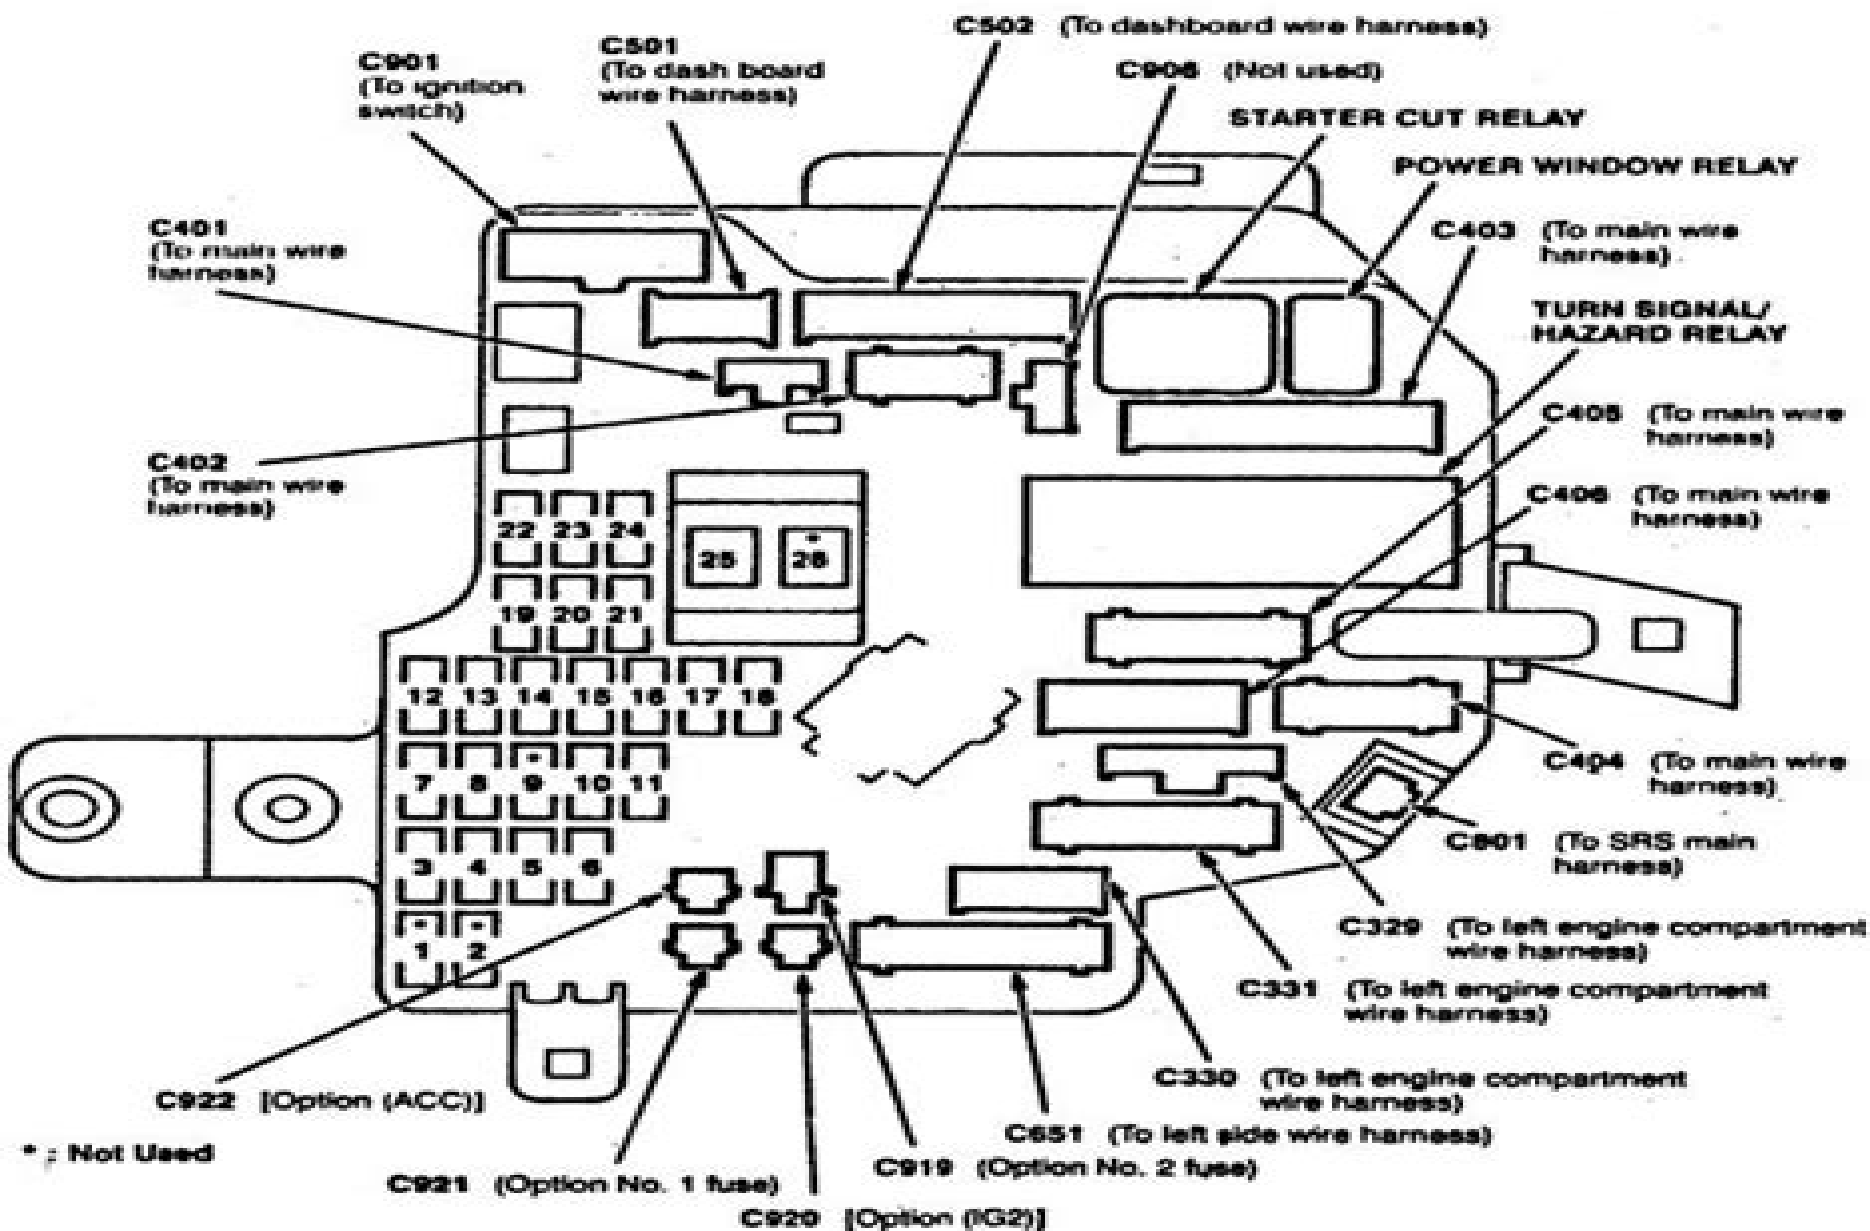 C502 (To dashboard wire harness)
C501
(To dash board
wire harness)
C901
(To ignition
switch)
C906 (Not used)
STARTER CUT RELAY
POWER WINDOW RELAY
C401
(To main wire
harness)
C403 (To main wire
harness)
TURN SIGNAL/
HAZARD RELAY
C405 (To main wire
harness)
C402
(To main wire
harness)
C406 (To main wire
harness)
22 23 24
25 * 26
19 20 21
12 13 14 15 16 17 18
7 8 * 9 10 11
C404 (To main wire
harness)
C801 (To SRS main
harness)
3 4 5 6
* 1 * 2
C329 (To left engine compartment
wire harness)
C331 (To left engine compartment
wire harness)
C330 (To left engine compartment
wire harness)
C922 [Option (ACC)]
C651 (To left side wire harness)
* : Not Used
C919 (Option No. 2 fuse)
C921 (Option No. 1 fuse)
C920 [Option (IG2)]